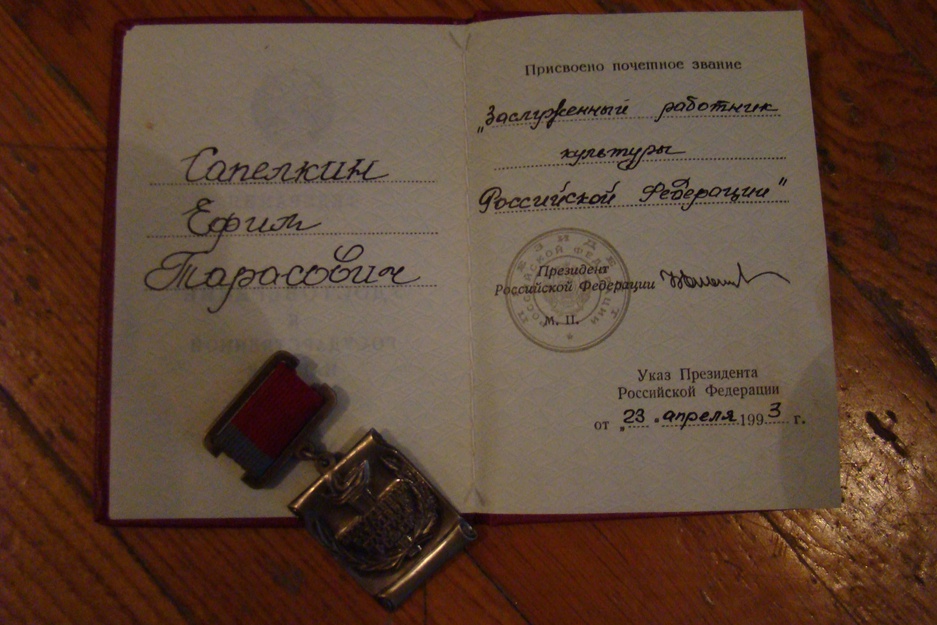 Сапелкин
Ефим
Тарасович
Присвоено почетное звание
„Заслуженный работник
культуры
Российской Федерации"
Президент
Российской Федерации
М. П.
Указ Президента
Российской Федерации
от „23 " апреля 1993 г.